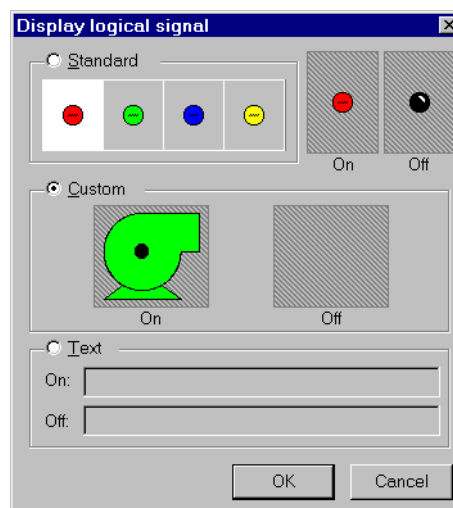 Display logical signal
Standard
On Off
Custom
On Off
Text
On:
Off:
OK Cancel